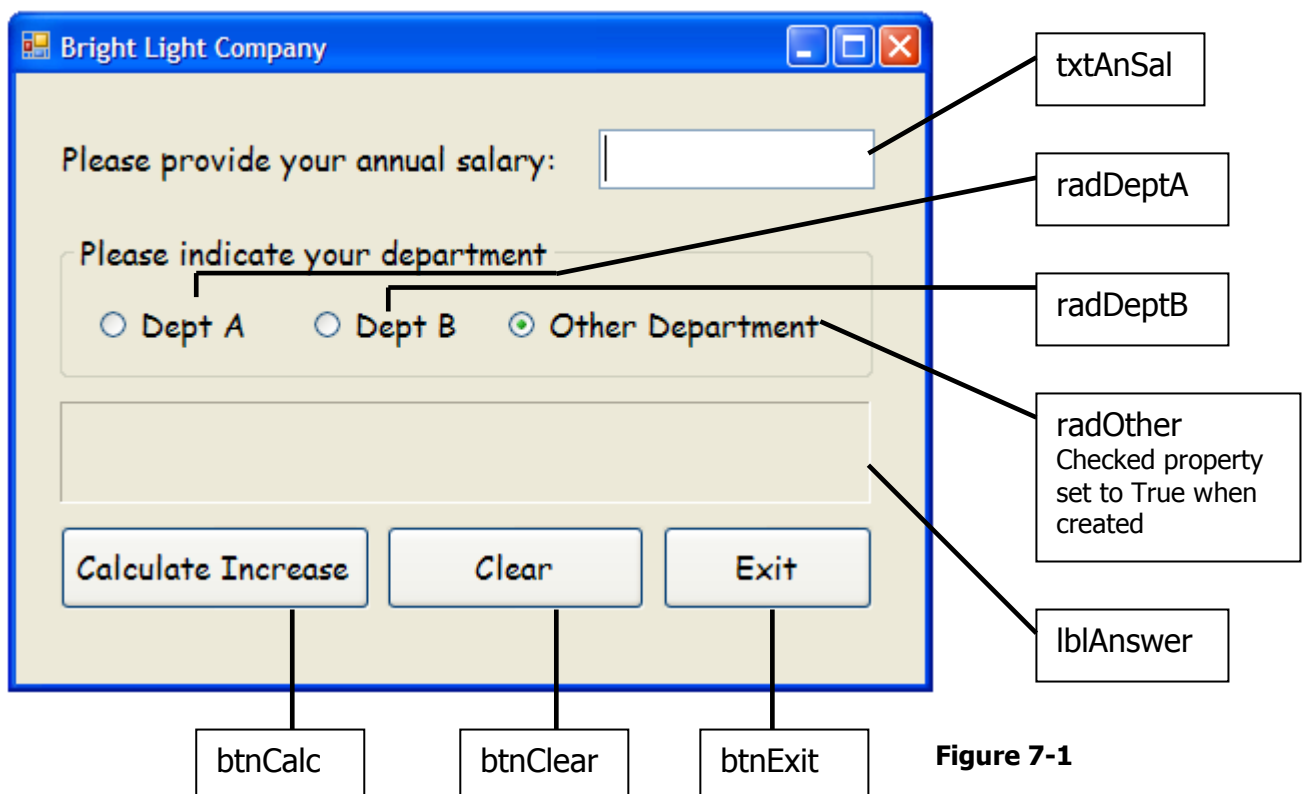 Bright Light Company
txtAnSal
Please provide your annual salary:
radDeptA
Please indicate your department
radDeptB
Dept A
Dept B
Other Department
radOther
Checked property
set to True when
created
Calculate Increase
Clear
Exit
lblAnswer
btnCalc
btnClear
btnExit
Figure 7-1